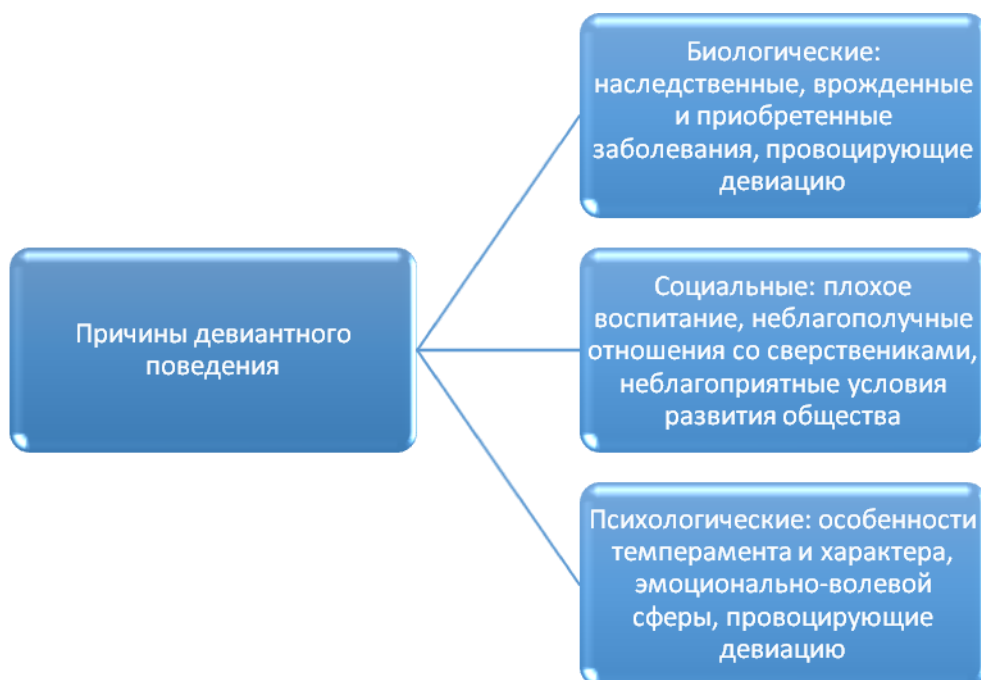 Биологические:
наследственные, врожденные
и приобретенные
заболевания, провоцирующие
девиацию
Причины девиантного
поведения
Социальные: плохое
воспитание, неблагополучные
отношения со сверствениками,
неблагоприятные условия
развития общества
Психологические: особенности
темперамента и характера,
эмоционально-волевой
сферы, провоцирующие
девиацию